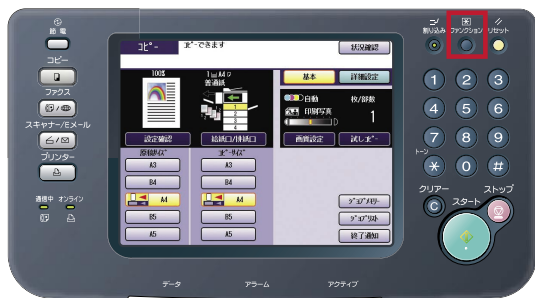 節電
コピー
ファクス
スキャナー/Eメール
プリンター
通信中 オンライン
コピー コピーできます
状況確認
100%
1 A4
普通紙
設定確認
給紙口/排紙口
基本
詳細設定
自動
枚/部数
印刷写真
1
画質設定
試しコピー
原稿サイズ
コピーサイズ
A3
A3
B4
B4
A4
A4
B5
B5
A5
A5
ジョブメモリー
ジョブリスト
終了通知
割り込み
ファンクション
リセット
1 2 3
4 5 6
7 8 9
トーン
* 0 #
クリアー
C
スタート
ストップ
データ
アラーム
アクティブ